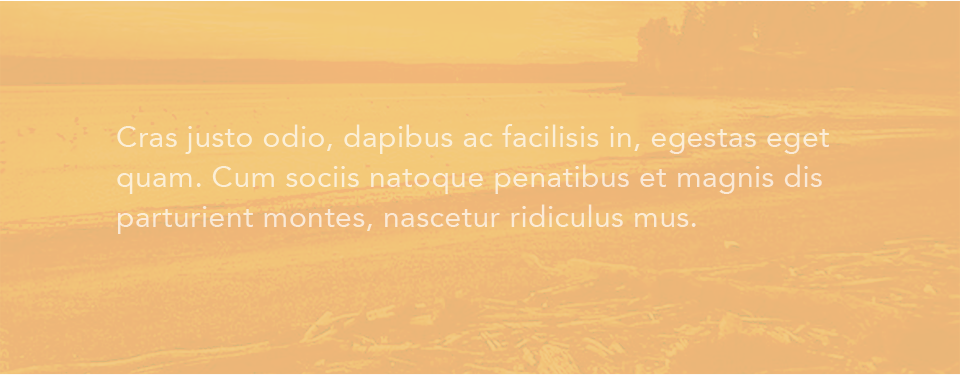 Cras justo odio, dapibus ac facilisis in, egestas eget
quam. Cum sociis natoque penatibus et magnis dis
parturient montes, nascetur ridiculus mus.